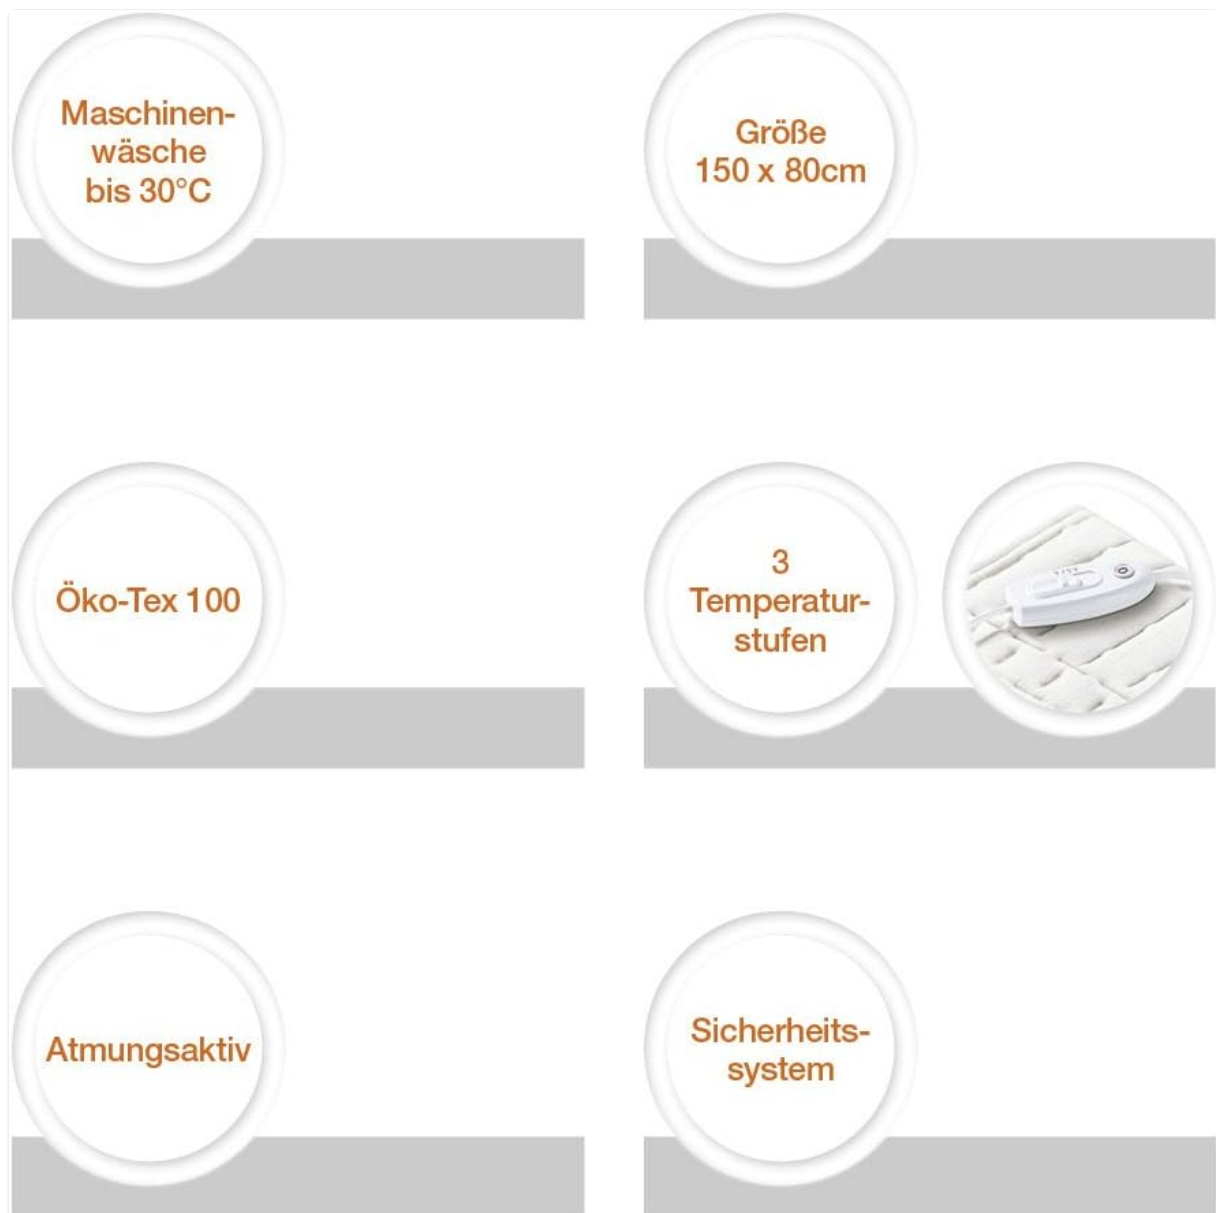 Maschinen-
wäsche
bis 30°C
Größe
150 x 80cm
Öko-Tex 100
3
Temperatur-
stufen
Atmungsaktiv
Sicherheits-
system